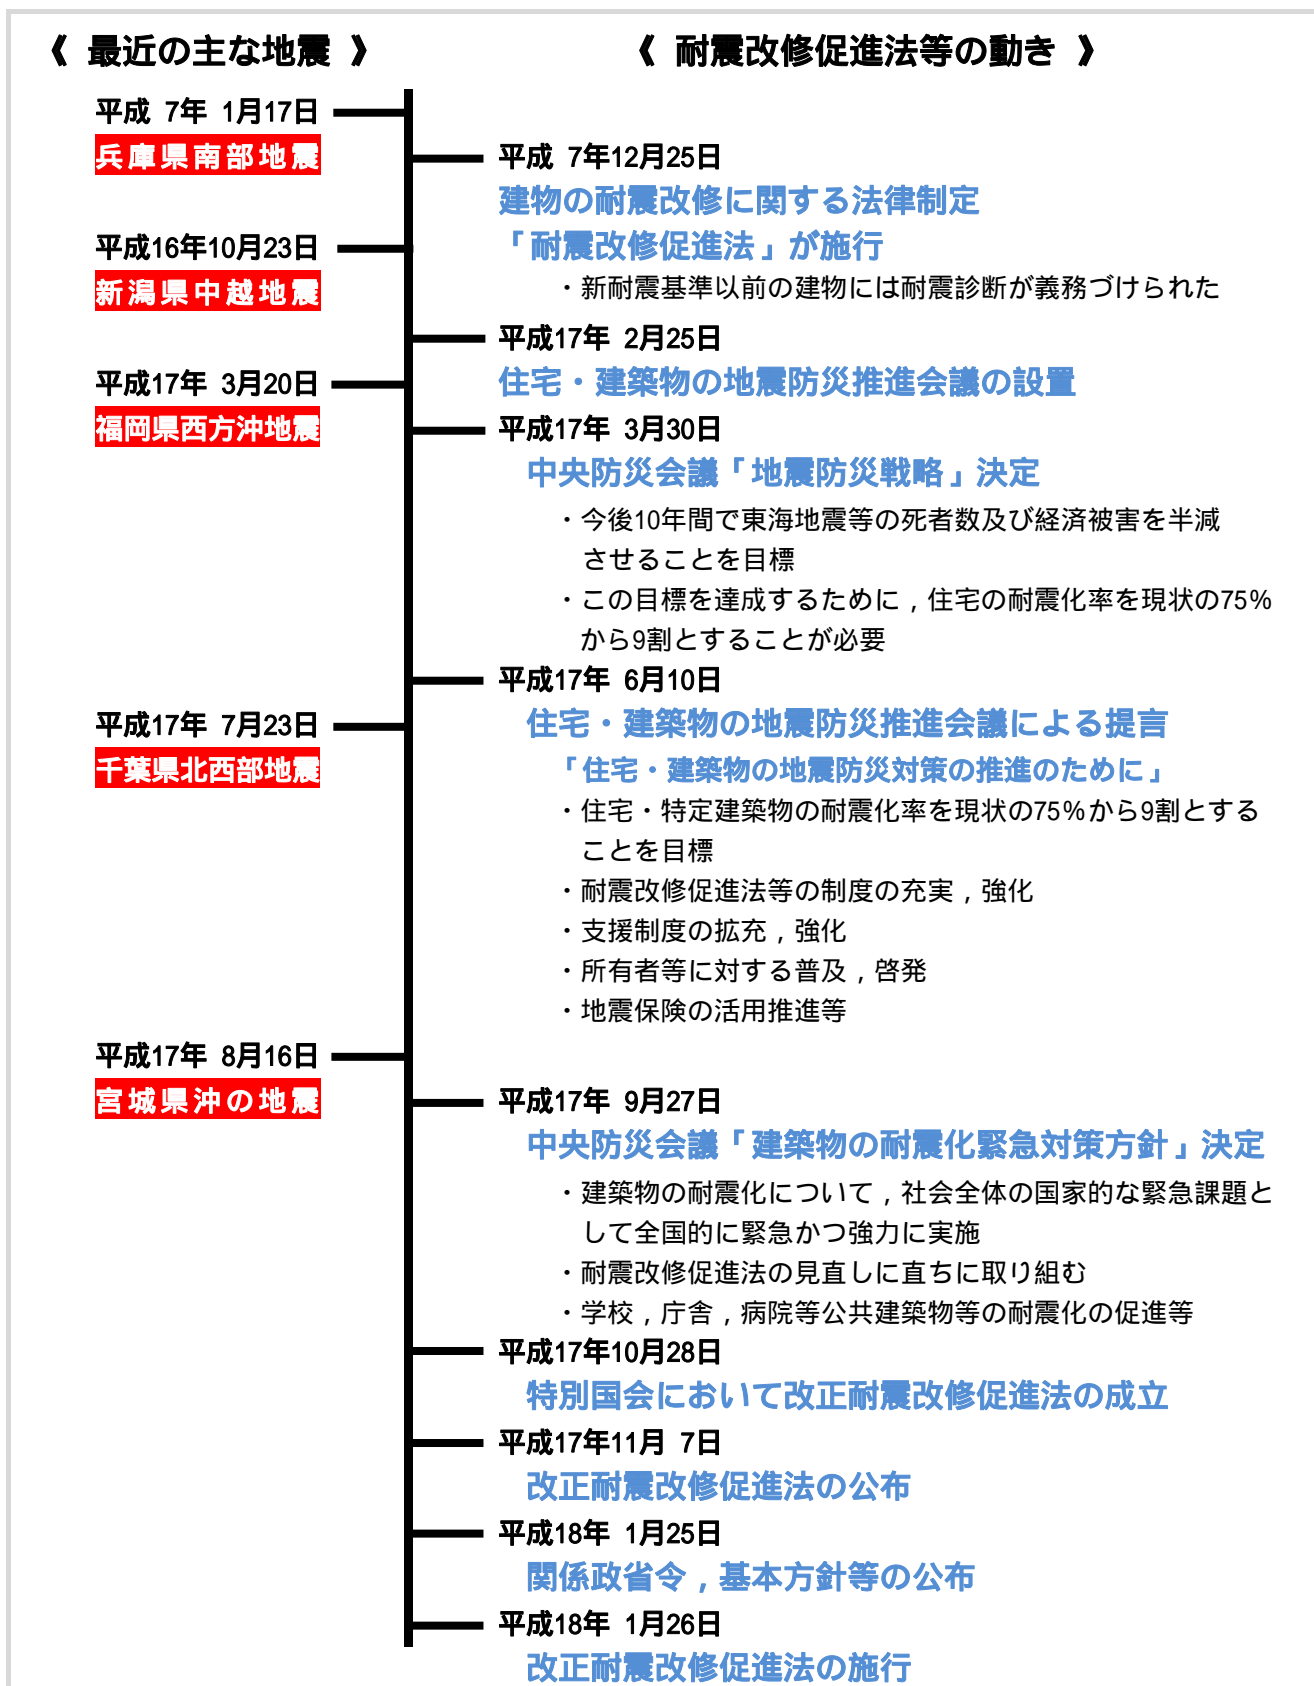 《 最近の主な地震 》
《 耐震改修促進法等の動き 》
平成 7年 1月17日
兵庫県南部地震
平成 7年12月25日
建物の耐震改修に関する法律制定
「耐震改修促進法」が施行
・新耐震基準以前の建物には耐震診断が義務づけられた
平成16年10月23日
新潟県中越地震
平成17年 2月25日
住宅・建築物の地震防災推進会議の設置
平成17年 3月20日
福岡県西方沖地震
平成17年 3月30日
中央防災会議「地震防災戦略」決定
・今後10年間で東海地震等の死者数及び経済被害を半減
させることを目標
・この目標を達成するために，住宅の耐震化率を現状の75%
から9割とすることが必要
平成17年 6月10日
住宅・建築物の地震防災推進会議による提言
「住宅・建築物の地震防災対策の推進のために」
・住宅・特定建築物の耐震化率を現状の75%から9割とする
ことを目標
・耐震改修促進法等の制度の充実，強化
・支援制度の拡充，強化
・所有者等に対する普及，啓発
・地震保険の活用推進等
平成17年 7月23日
千葉県北西部地震
平成17年 8月16日
宮城県沖の地震
平成17年 9月27日
中央防災会議「建築物の耐震化緊急対策方針」決定
・建築物の耐震化について，社会全体の国家的な緊急課題と
して全国的に緊急かつ強力に実施
・耐震改修促進法の見直しに直ちに取り組む
・学校，庁舎，病院等公共建築物等の耐震化の促進等
平成17年10月28日
特別国会において改正耐震改修促進法の成立
平成17年11月 7日
改正耐震改修促進法の公布
平成18年 1月25日
関係政省令，基本方針等の公布
平成18年 1月26日
改正耐震改修促進法の施行